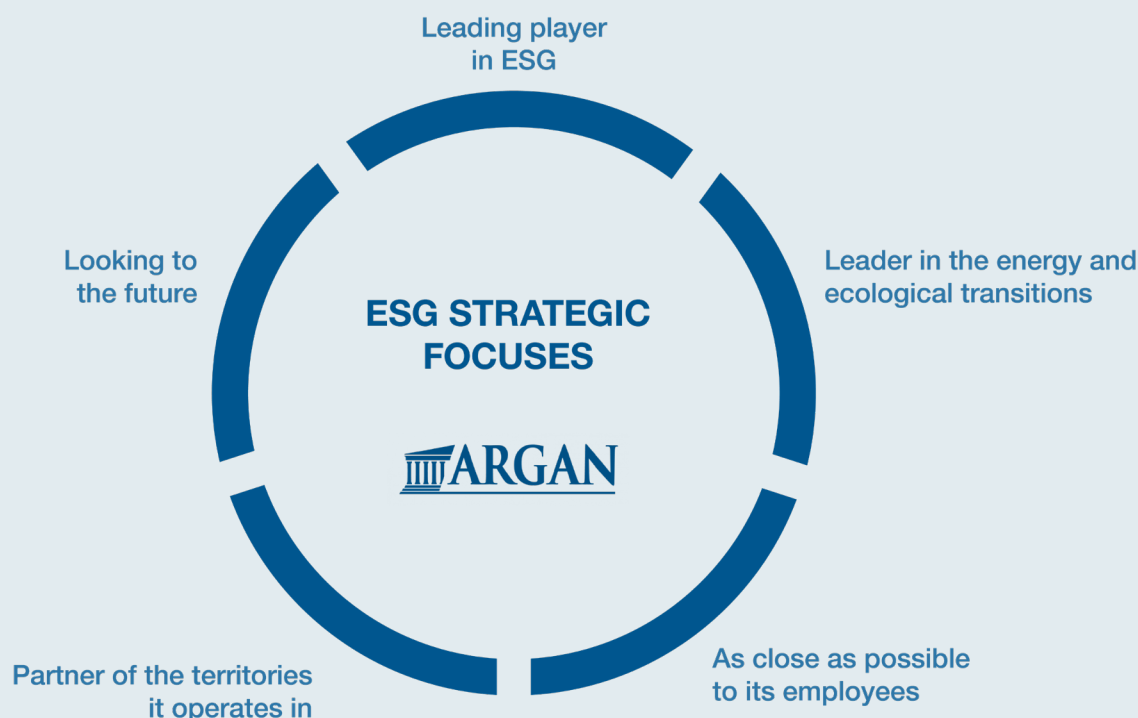 Leading player
in ESG
Looking to
the future
Leader in the energy and
ecological transitions
ESG STRATEGIC
FOCUSES
ARGAN
Partner of the territories
it operates in
As close as possible
to its employees